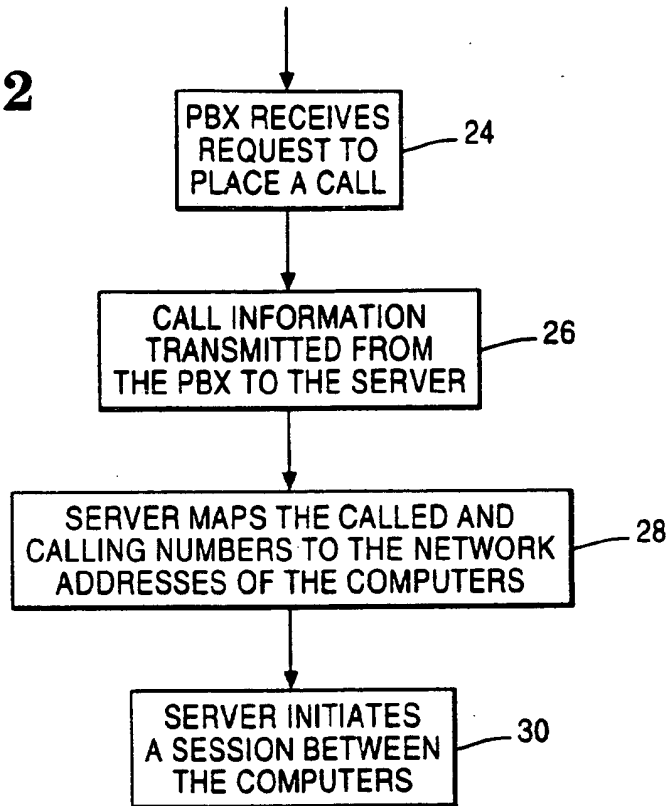 2
PBX RECEIVES
REQUEST TO
PLACE A CALL
24
CALL INFORMATION
TRANSMITTED FROM
THE PBX TO THE SERVER
26
SERVER MAPS THE CALLED AND
CALLING NUMBERS TO THE NETWORK
ADDRESSES OF THE COMPUTERS
28
SERVER INITIATES
A SESSION BETWEEN
THE COMPUTERS
30